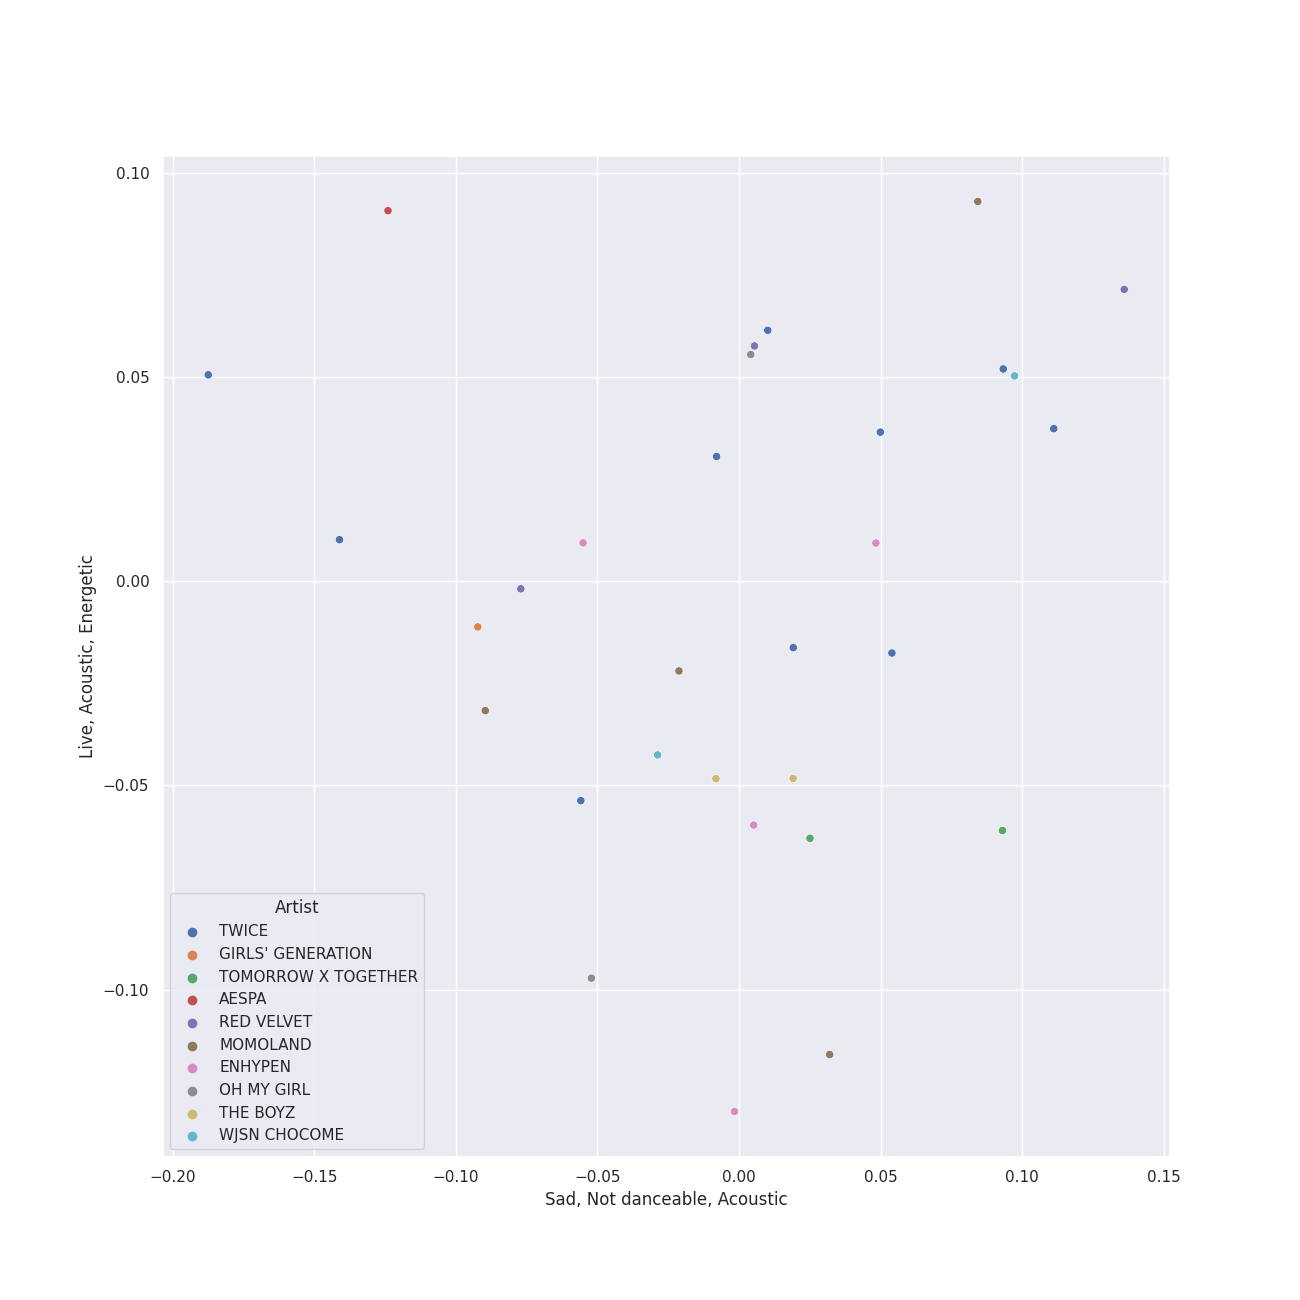 0.10
0.05
0.00
−0.05
−0.10
Live, Acoustic, Energetic
Artist
TWICE
GIRLS' GENERATION
TOMORROW X TOGETHER
AESPA
RED VELVET
MOMOLAND
ENHYPEN
OH MY GIRL
THE BOYZ
WJSN CHOCOME
−0.20 −0.15 −0.10 −0.05 0.00 0.05 0.10 0.15
Sad, Not danceable, Acoustic